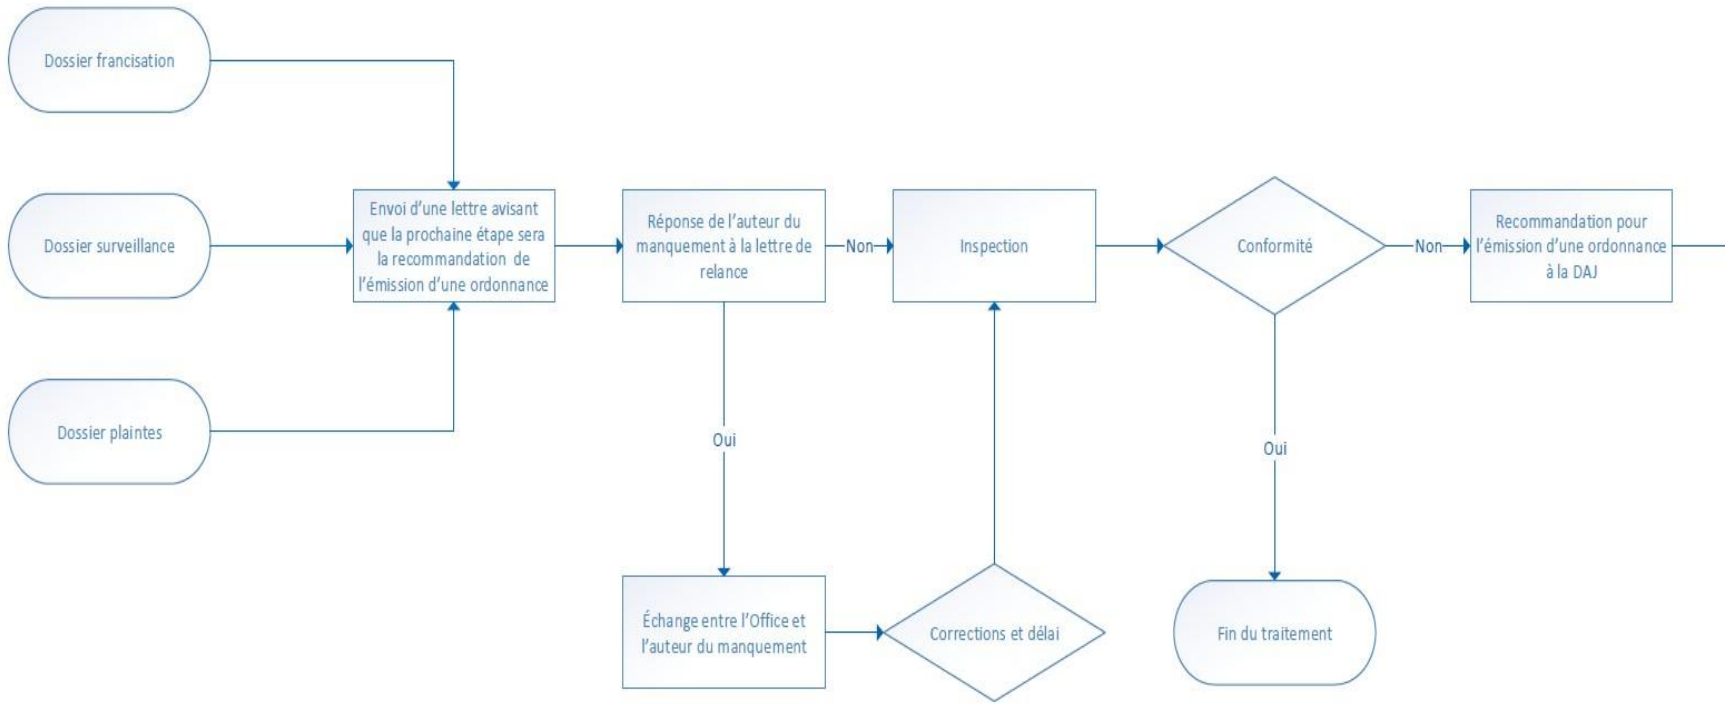 Dossier francisation
Dossier surveillance
Dossier plaintes
Envoi d'une lettre avisant
que la prochaine étape sera
la recommandation de
l'émission d'une ordonnance
Réponse de l'auteur du
manquement à la lettre de
relance
Non
Inspection
Conformité
Non
Recommandation pour
l'émission d'une ordonnance
à la DAJ
Oui
Oui
Échange entre l'Office et
l'auteur du manquement
Corrections et délai
Fin du traitement